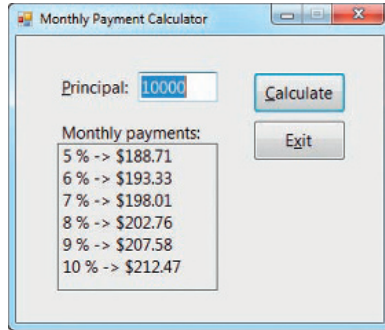 Monthly Payment Calculator
Principal: 10000
Calculate
Monthly payments:
Exit
5 % -> $188.71
6 % -> $193.33
7 % -> $198.01
8 % -> $202.76
9 % -> $207.58
10 % -> $212.47